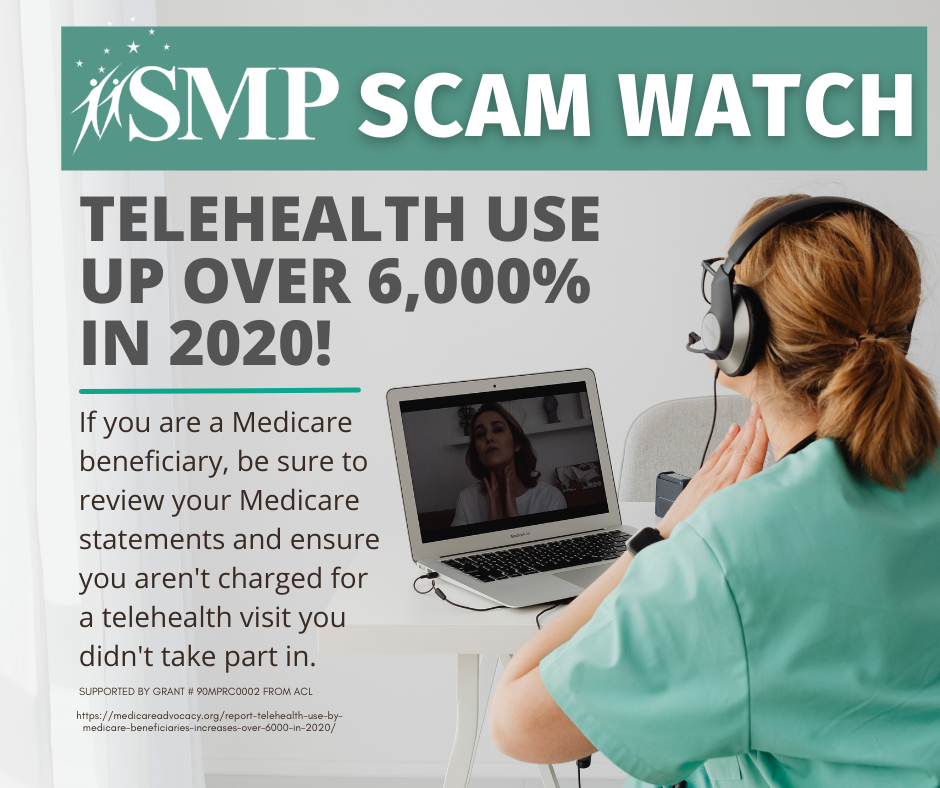 SMP SCAM WATCH
TELEHEALTH USE
UP OVER 6,000%
IN 2020!
If you are a Medicare
beneficiary, be sure to
review your Medicare
statements and ensure
you aren't charged for
a telehealth visit you
didn't take part in.
SUPPORTED BY GRANT # 90MPRC0002 FROM ACL
https://medicareadvocacy.org/report-telehealth-use-by-
medicare-beneficiaries-increases-over-6000-in-2020/